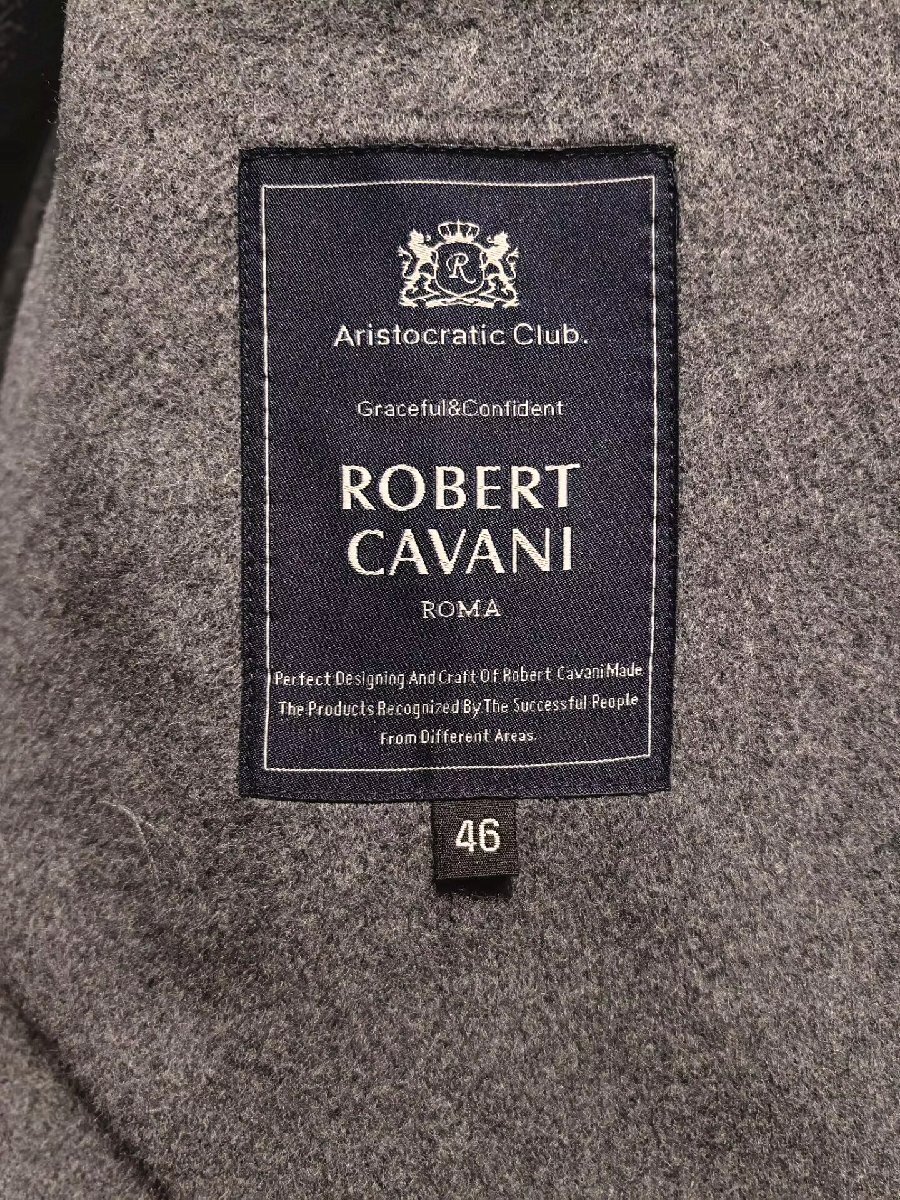 R
Aristocratic Club.
Graceful&Confident
ROBERT
CAVANI
ROMA
Perfect Designing And Craft Of Robert Cavani Made
The Products Recognized By The Successful People
From Different Areas.
46